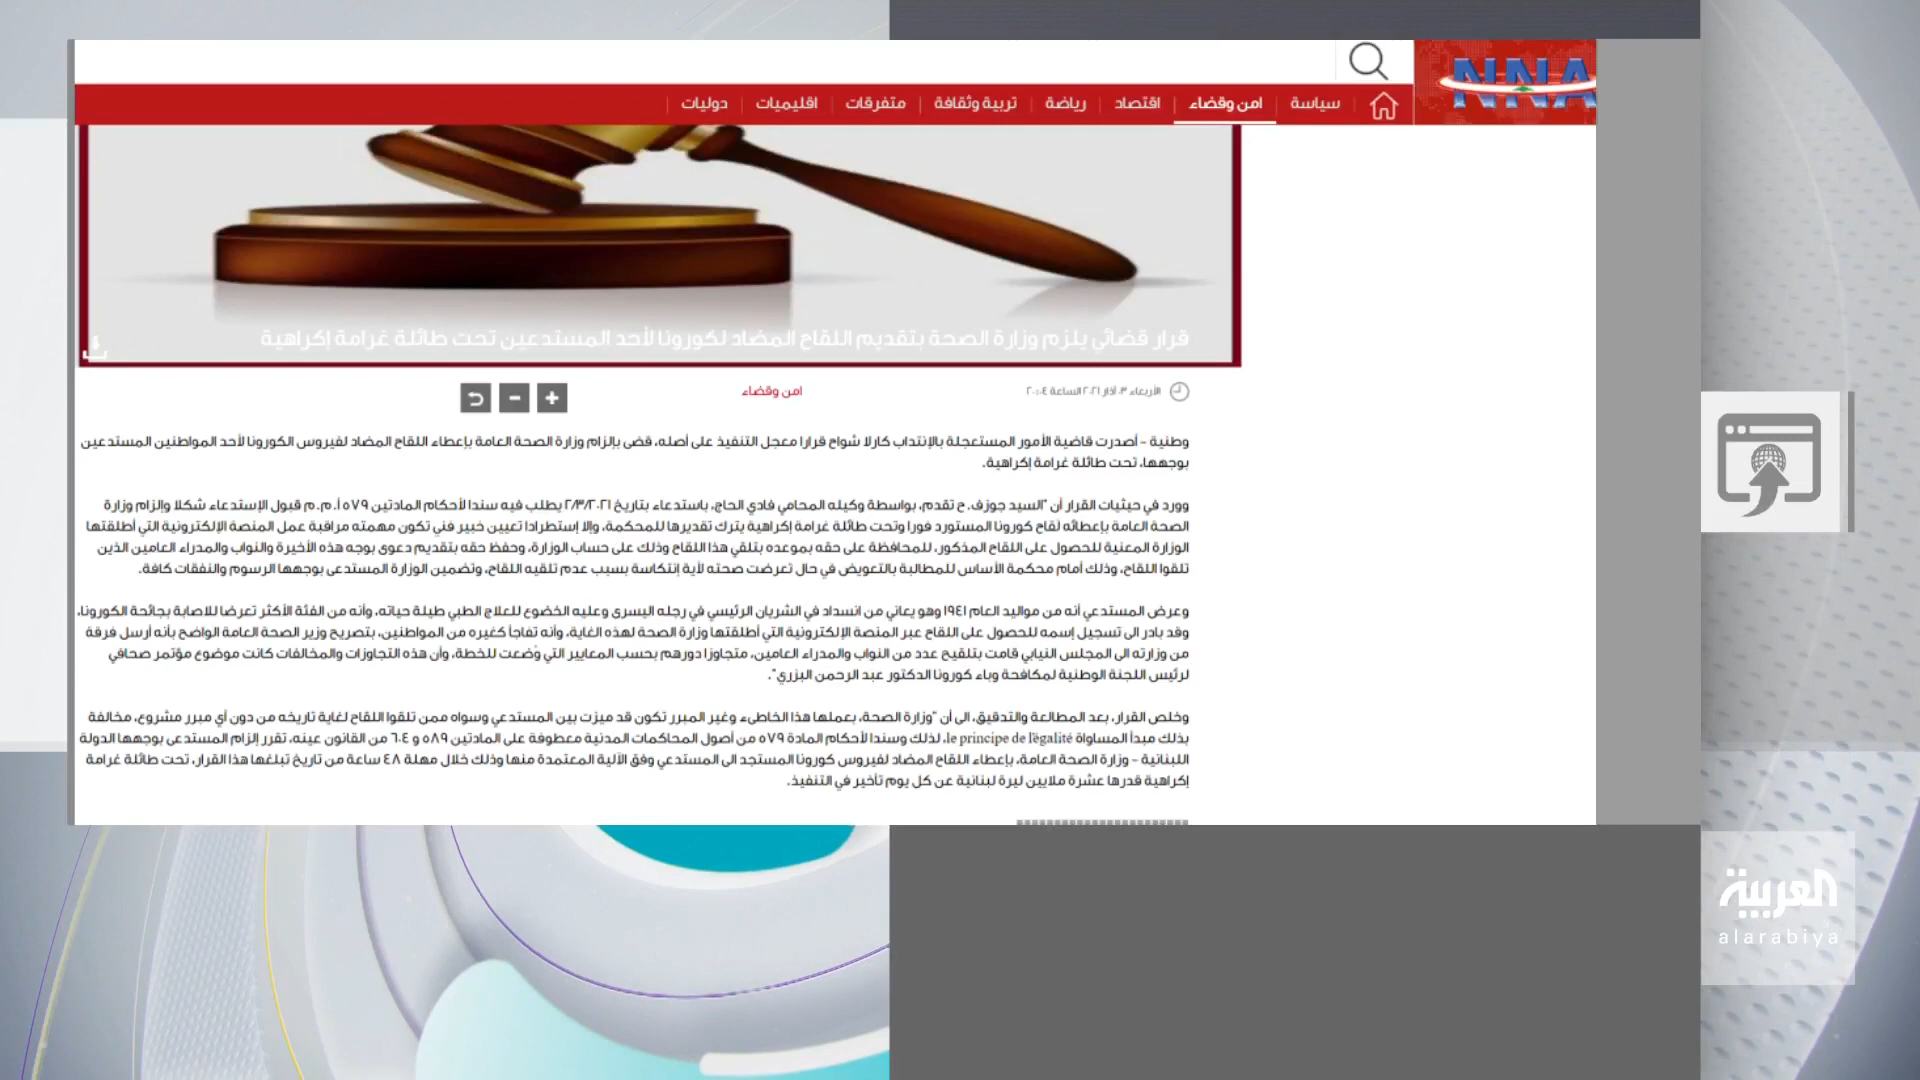 NNA
سياسة
امن وقضاء
اقتصاد
رياضة
تربية وثقافة
متفرقات
اقليميات
دوليات
قرار قضائي يلزم وزارة الصحة بتقديم اللقاح المضاد لكورونا لأحد المستدعين تحت طائلة غرامة إكراهية
الأربعاء ٠٣ آذار ٢٠٢١ الساعة ٢٠:٠٤
امن وقضاء
وطنية - أصدرت قاضية الأمور المستعجلة بالإنتداب كارلا شواح قرارا معجل التنفيذ على أصله، قضى بإلزام وزارة الصحة العامة بإعطاء اللقاح المضاد لفيروس الكورونا لأحد المواطنين المستدعين
بوجهها، تحت طائلة غرامة إكراهية.
وورد في حيثيات القرار أن "السيد جوزف. ح تقدم، بواسطة وكيله المحامي فادي الحاج، باستدعاء بتاريخ ٢/٣/٢٠٢١ يطلب فيه سندا لأحكام المادتين ٥٧٩ أ.م.م قبول الإستدعاء شكلا وإلزام وزارة
الصحة العامة بإعطائه لقاح كورونا المستورد فورا وتحت طائلة غرامة إكراهية يترك تقديرها للمحكمة، وإلا إستطرادا تعيين خبير فني تكون مهمته مراقبة عمل المنصة الإلكترونية التي أطلقتها
الوزارة المعنية للحصول على اللقاح المذكور، للمحافظة على حقه بموعده بتلقي هذا اللقاح وذلك على حساب الوزارة، وحفظ حقه بتقديم دعوى بوجه هذه الأخيرة والنواب والمدراء العامين الذين
تلقوا اللقاح، وذلك أمام محكمة الأساس للمطالبة بالتعويض في حال تعرضت صحته لأية إنتكاسة بسبب عدم تلقيه اللقاح، وتضمين الوزارة المستدعى بوجهها الرسوم والنفقات كافة.
وعرض المستدعي أنه من مواليد العام ١٩٤١ وهو يعاني من انسداد في الشريان الرئيسي في رجله اليسرى وعليه الخضوع للعلاج الطبي طيلة حياته، وأنه من الفئة الأكثر تعرضا للاصابة بجائحة الكورونا،
وقد بادر الى تسجيل إسمه للحصول على اللقاح عبر المنصة الإلكترونية التي أطلقتها وزارة الصحة لهذه الغاية، وأنه تفاجأ كغيره من المواطنين، بتصريح وزير الصحة العامة الواضح بأنه أرسل فرقة
من وزارته الى المجلس النيابي قامت بتلقيح عدد من النواب والمدراء العامين، متجاوزا دورهم بحسب المعايير التي وُضعت للخطة، وأن هذه التجاوزات والمخالفات كانت موضوع مؤتمر صحافي
لرئيس اللجنة الوطنية لمكافحة وباء كورونا الدكتور عبد الرحمن البزري".
وخلص القرار، بعد المطالعة والتدقيق، الى أن "وزارة الصحة، بعملها هذا الخاطىء وغير المبرر تكون قد ميزت بين المستدعي وسواه ممن تلقوا اللقاح لغاية تاريخه من دون أي مبرر مشروع، مخالفة
بذلك مبدأ المساواة le principe de l'égalité، لذلك وسندا لأحكام المادة ٥٧٩ من أصول المحاكمات المدنية معطوفة على المادتين ٥٨٩ و ٦٠٤ من القانون عينه، تقرر إلزام المستدعى بوجهها الدولة
اللبنانية - وزارة الصحة العامة، بإعطاء اللقاح المضاد لفيروس كورونا المستجد الى المستدعي وفق الآلية المعتمدة منها وذلك خلال مهلة ٤٨ ساعة من تاريخ تبلغها هذا القرار، تحت طائلة غرامة
إكراهية قدرها عشرة ملايين ليرة لبنانية عن كل يوم تأخير في التنفيذ.
العربية
alarabiya